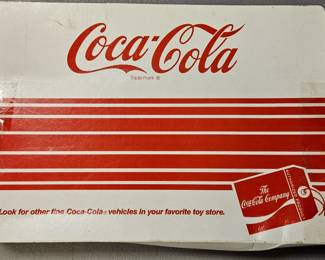 Coca-Cola
Trademark ®
Look for other fine Coca-Cola® vehicles in your favorite toy store.
The
Coca-Cola Company